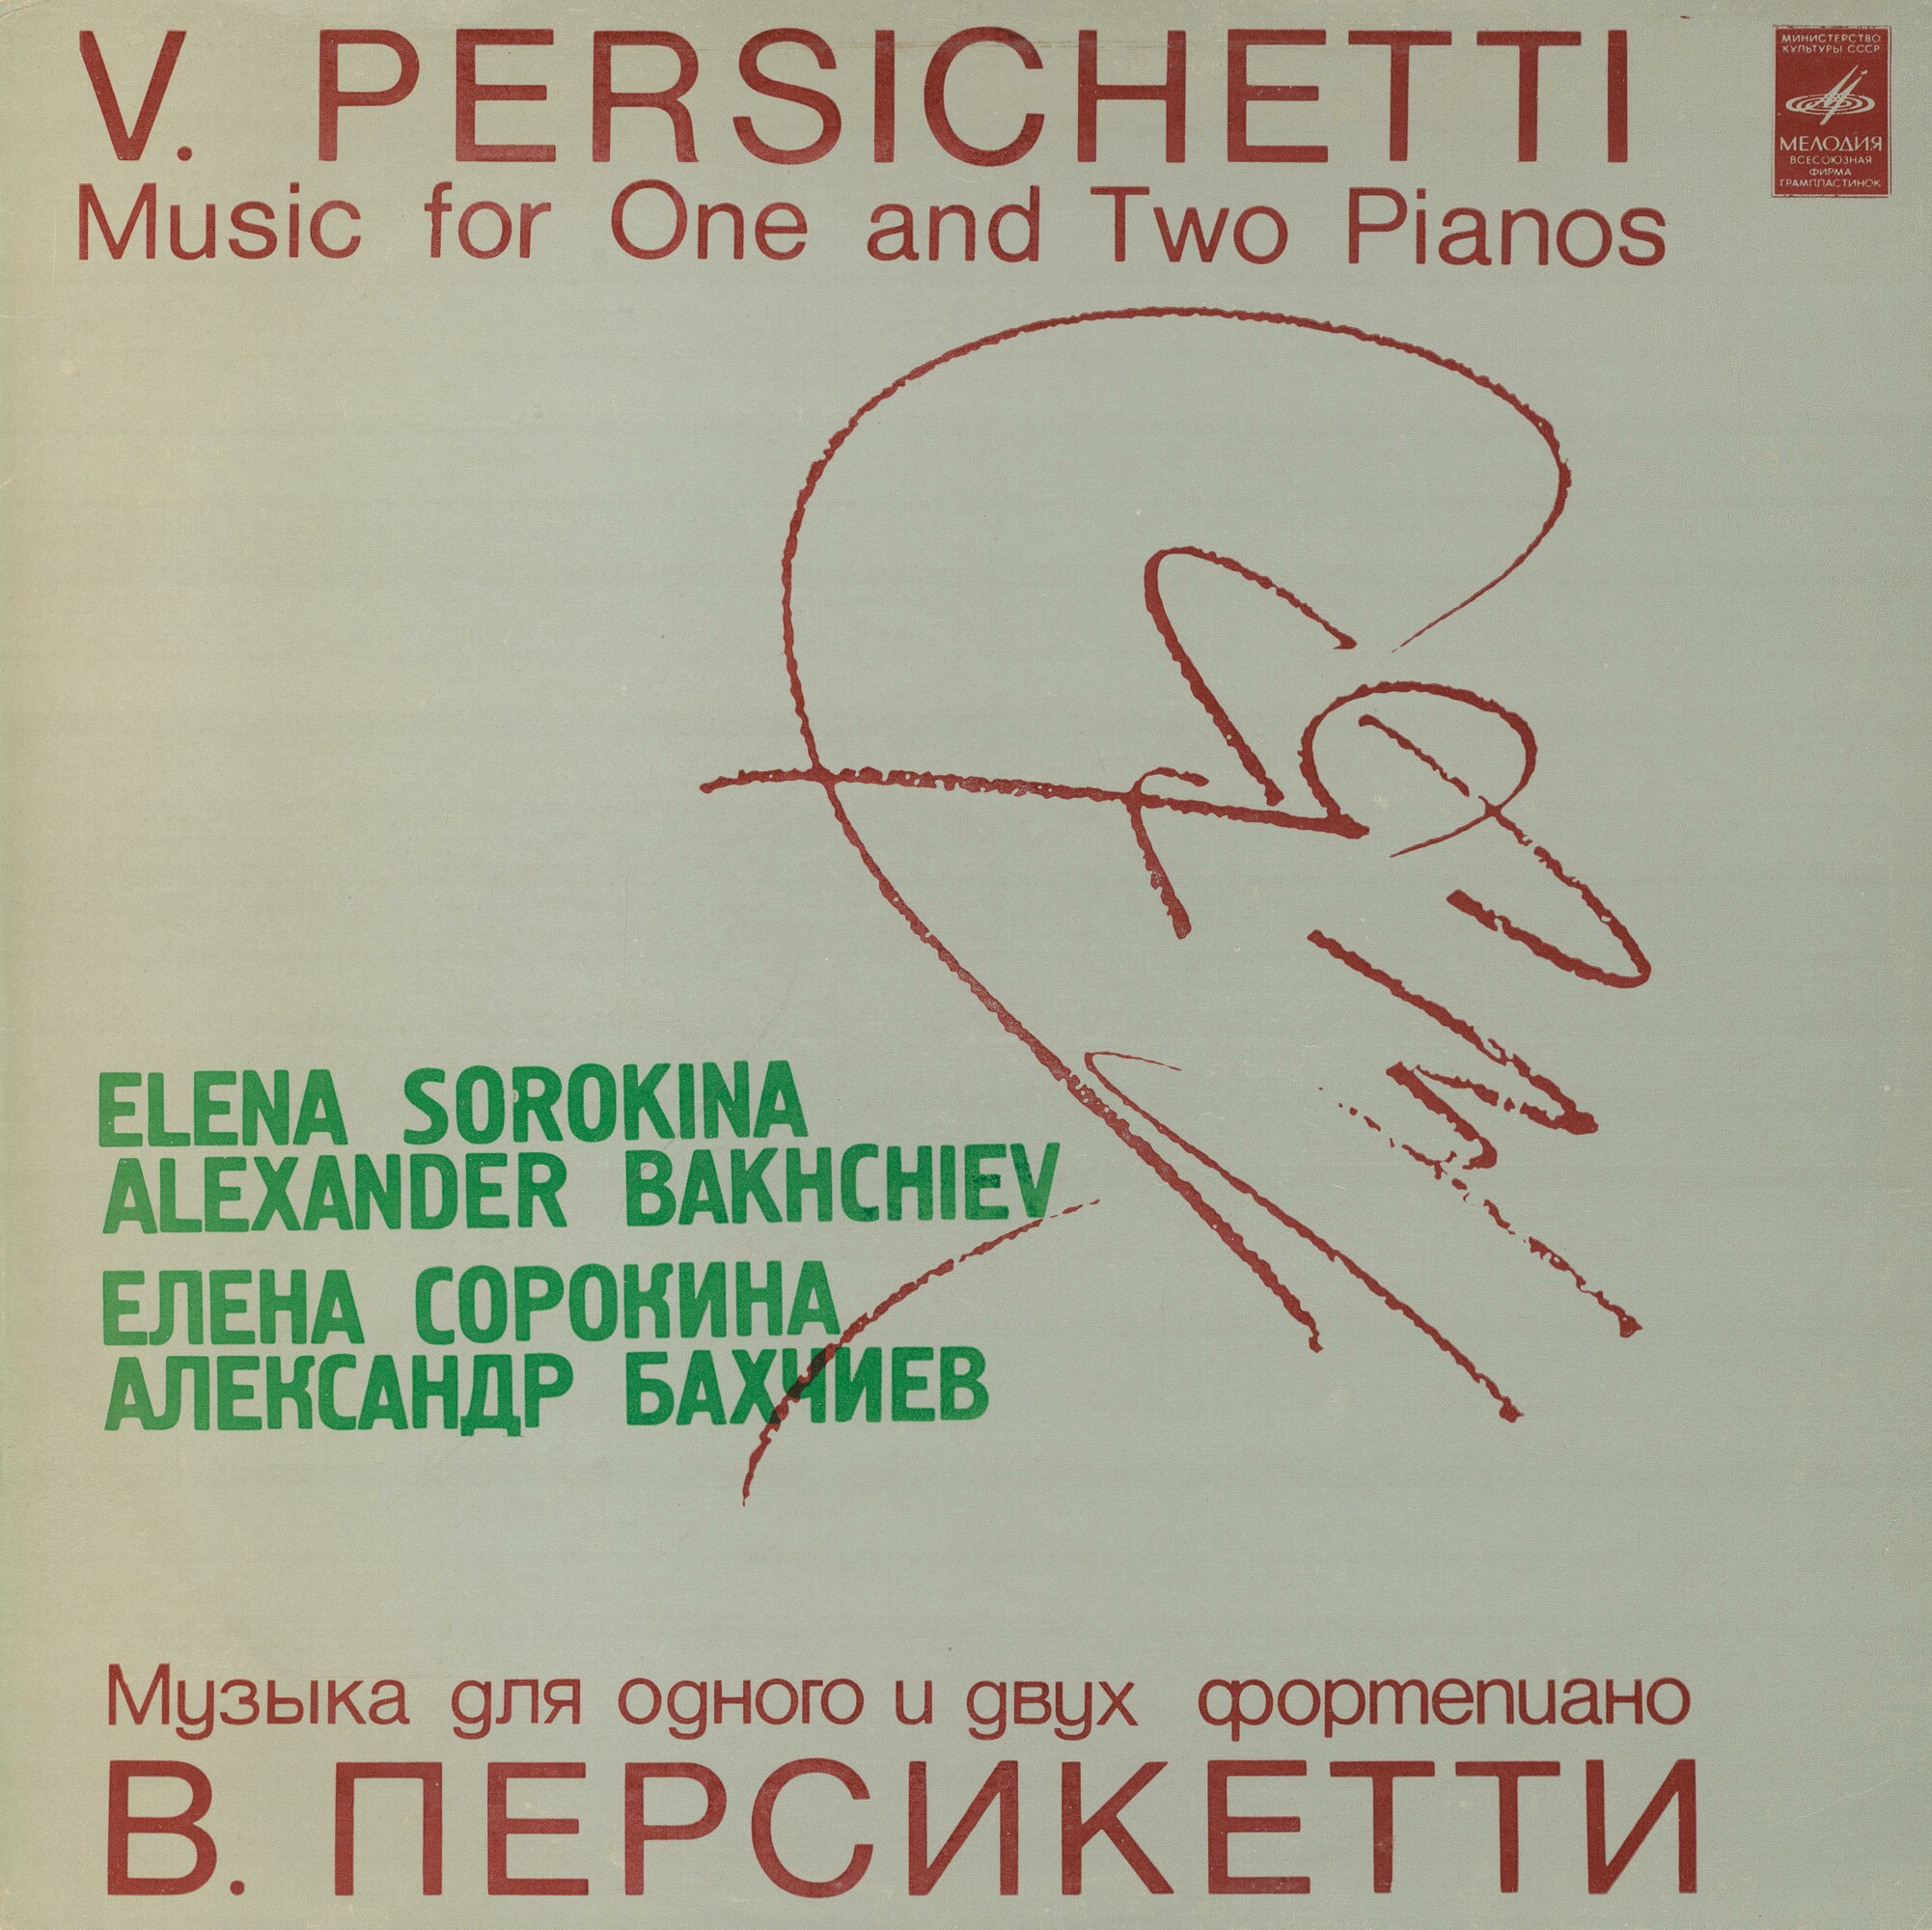 V. PERSICHETTI
Music for One and Two Pianos
МИНИСТЕРСТВО
КУЛЬТУРЫ СССР
МЕЛОДИЯ
ВСЕСОЮЗНАЯ
ФИРМА
ГРАМПЛАСТИНОК
ELENA SOROKINA
ALEXANDER BAKHCHIEV
ЕЛЕНА СОРОКИНА
АЛЕКСАНДР БАХЧИЕВ
Музыка для одного и двух фортепиано
В. ПЕРСИКЕТТИ